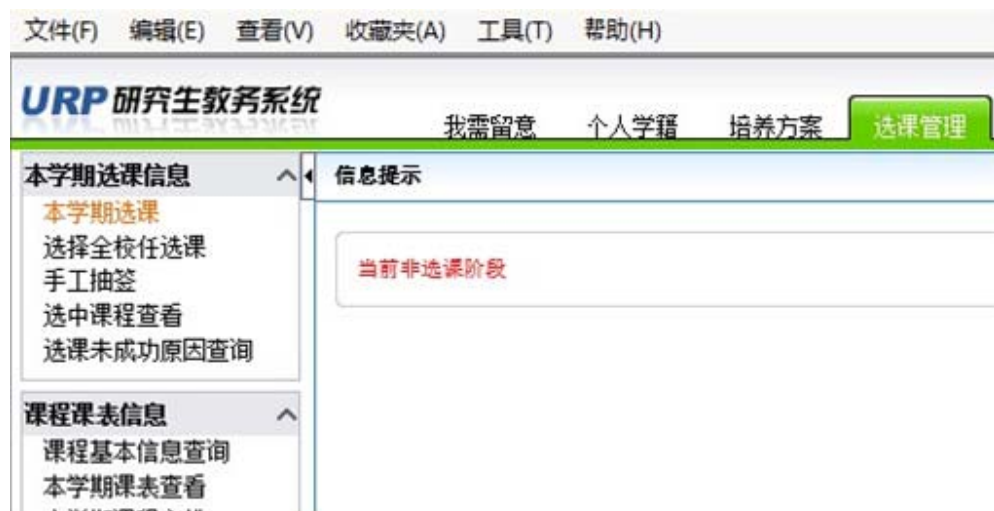 文件(F) 编辑(E) 查看(V) 收藏夹(A) 工具(T) 帮助(H)
URP 研究生教务系统
我需留意 个人学籍 培养方案 选课管理
本学期选课信息
本学期选课
选择全校任选课
手工抽签
选中课程查看
选课未成功原因查询
课程课表信息
课程基本信息查询
本学期课表查看
信息提示
当前非选课阶段